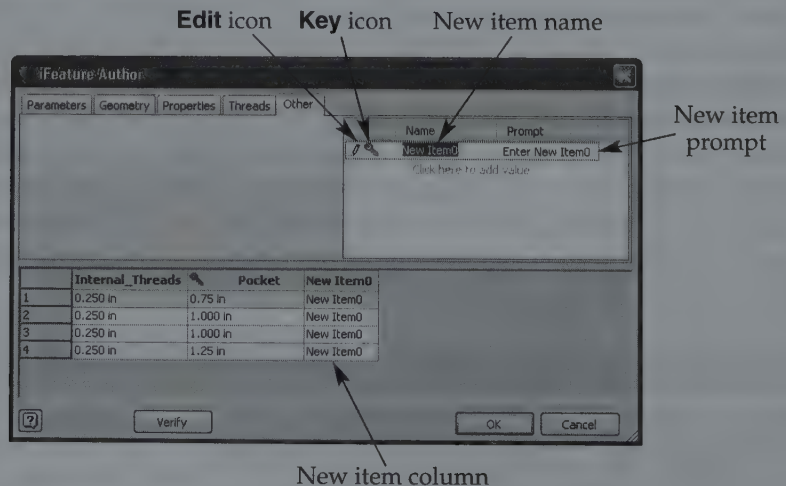 Edit icon Key icon New item name
iFeature Author
Parameters Geometry Properties Threads Other
Name Prompt
New Item0 Enter New Item0
Click here to add value
New item
prompt
Internal_Threads Pocket New Item0
1 0.250 in 0.75 in New Item0
2 0.250 in 1.000 in New Item0
3 0.250 in 1.000 in New Item0
4 0.250 in 1.25 in New Item0
Verify OK Cancel
New item column